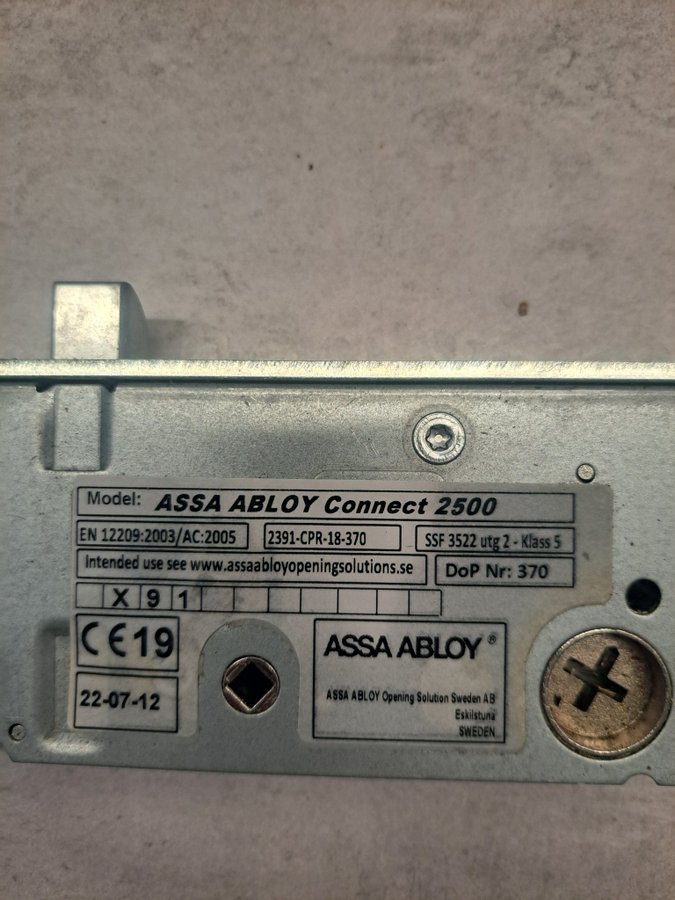 Model: ASSA ABLOY Connect 2500
EN 12209:2003/AC:2005 2391-CPR-18-370 SSF 3522 utg 2 - Klass 5
Intended use see www.assaabloyopeningsolutions.se DoP Nr: 370
X 9 1
CE 19
22-07-12
ASSA ABLOY®
ASSA ABLOY Opening Solution Sweden AB
Eskilstuna
SWEDEN